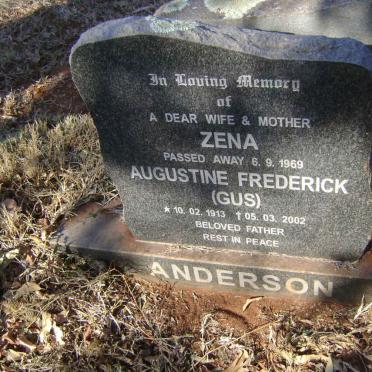 In Loving Memory
of
A DEAR WIFE & MOTHER
ZENA
PASSED AWAY 6.9.1969
AUGUSTINE FREDERICK
(GUS)
★ 10.02.1913 † 05.03.2002
BELOVED FATHER
REST IN PEACE
ANDERSON